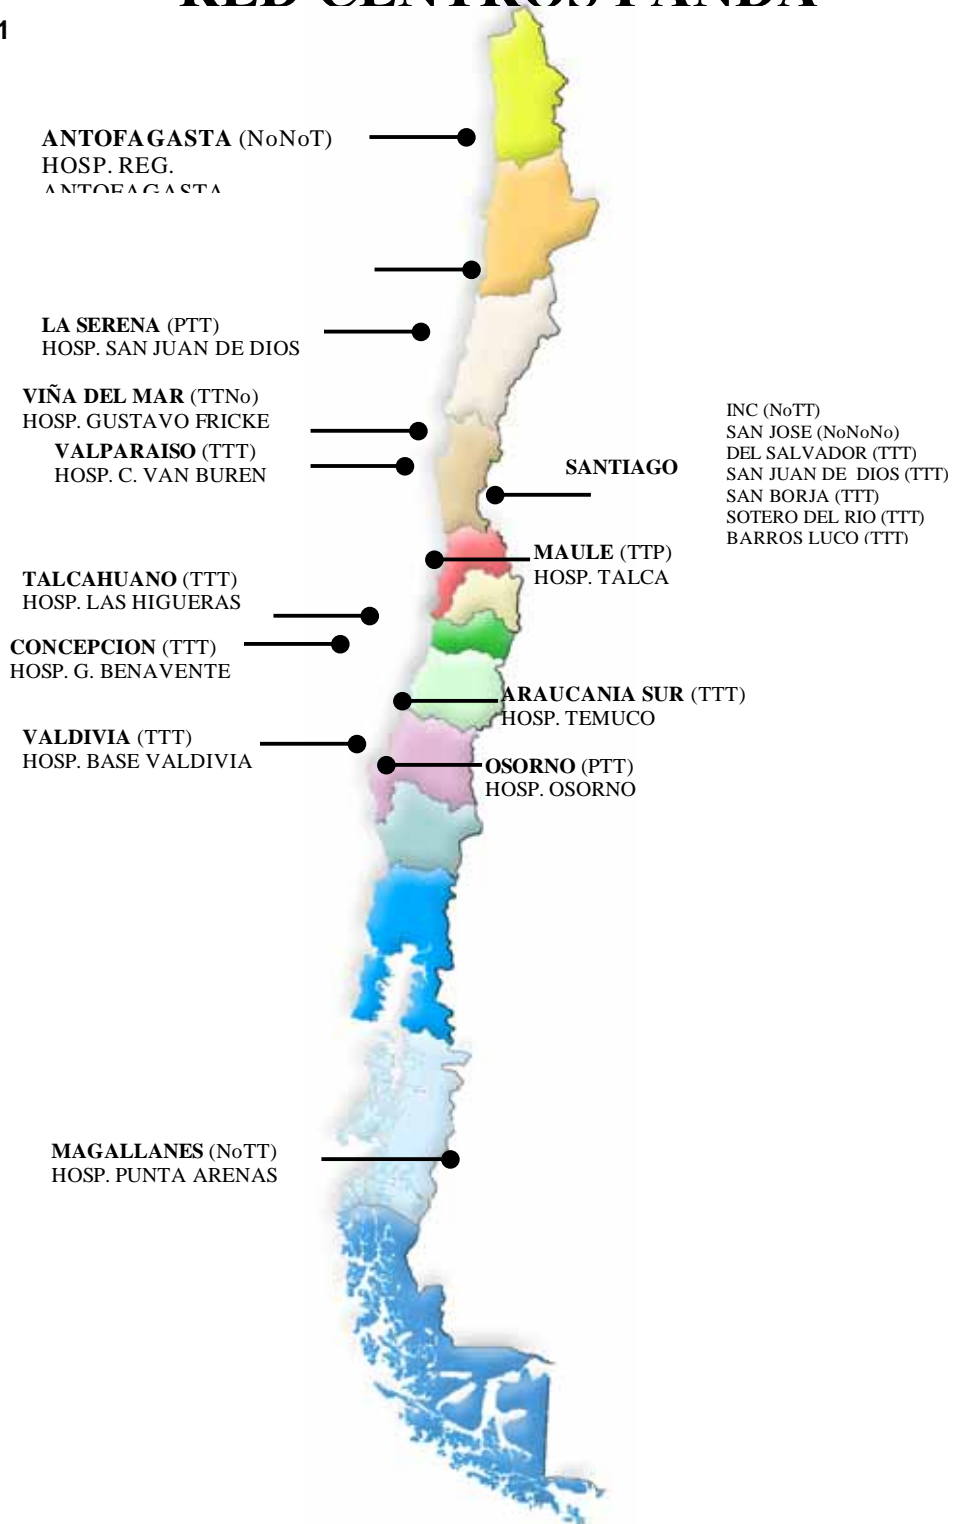 RED CENTROS PANDA
1
ANTOFAGASTA (NoNoT)
HOSP. REG.
ANTOFAGASTA
LA SERENA (PTT)
HOSP. SAN JUAN DE DIOS
VIÑA DEL MAR (TTNo)
HOSP. GUSTAVO FRICKE
VALPARAISO (TTT)
HOSP. C. VAN BUREN
SANTIAGO
INC (NoTT)
SAN JOSE (NoNoNo)
DEL SALVADOR (TTT)
SAN JUAN DE DIOS (TTT)
SAN BORJA (TTT)
SOTERO DEL RIO (TTT)
BARROS LUCO (TTT)
MAULE (TTP)
HOSP. TALCA
TALCAHUANO (TTT)
HOSP. LAS HIGUERAS
CONCEPCION (TTT)
HOSP. G. BENAVENTE
ARAUCANIA SUR (TTT)
HOSP. TEMUCO
VALDIVIA (TTT)
HOSP. BASE VALDIVIA
OSORNO (PTT)
HOSP. OSORNO
MAGALLANES (NoTT)
HOSP. PUNTA ARENAS